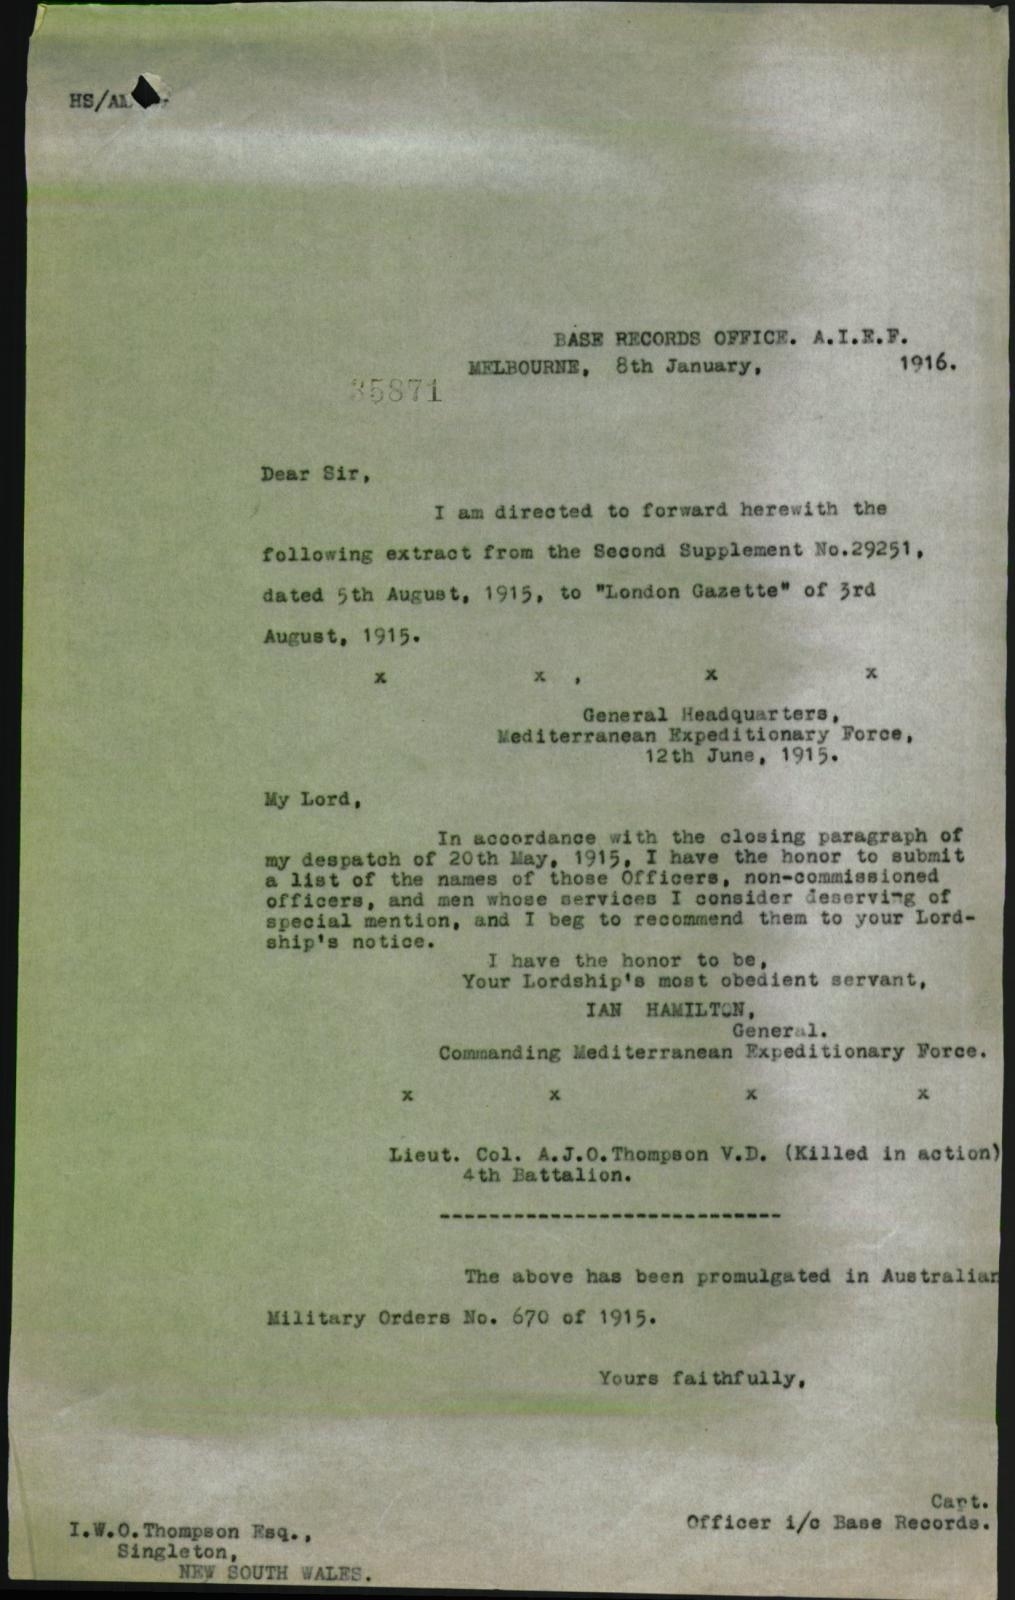 HS/AD
BASE RECORDS OFFICE. A.I.E.F.
MELBOURNE, 8th January, 1916.
35871
Dear Sir,
I am directed to forward herewith the
following extract from the Second Supplement No.29251,
dated 5th August, 1915, to "London Gazette" of 3rd
August, 1915.
x x , x x
General Headquarters,
Mediterranean Expeditionary Force,
12th June, 1915.
My Lord,
In accordance with the closing paragraph of
my despatch of 20th May, 1915, I have the honor to submit
a list of the names of those Officers, non-commissioned
officers, and men whose services I consider deserving of
special mention, and I beg to recommend them to your Lord-
ship's notice.
I have the honor to be,
Your Lordship's most obedient servant,
IAN HAMILTON,
General.
Commanding Mediterranean Expeditionary Force.
x x x x
Lieut. Col. A.J.O.Thompson V.D. (Killed in action)
4th Battalion.
----------------------------
The above has been promulgated in Australian
Military Orders No. 670 of 1915.
Yours faithfully,
Capt.
Officer i/c Base Records.
I.W.O.Thompson Esq.,
Singleton,
NEW SOUTH WALES.